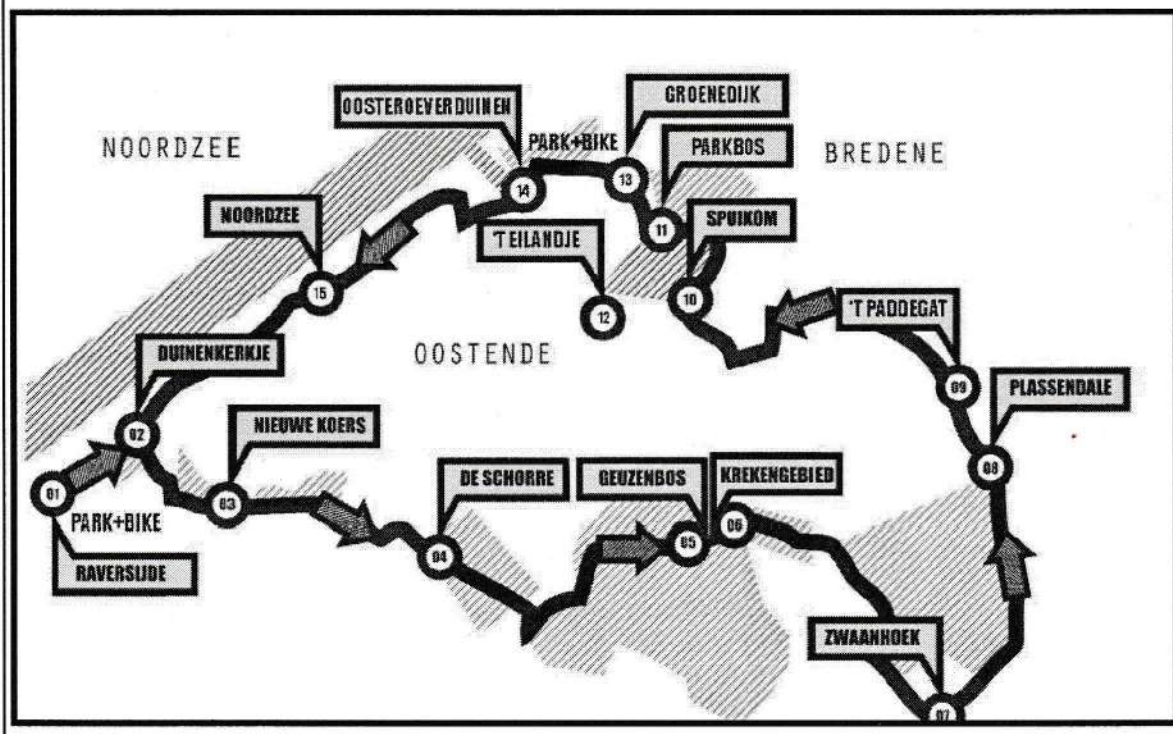 OOSTEROEVERDUINEN
PARK+BIKE
GROENEDIJK
NOORDZEE
PARKBOS
BREDENE
14
13
NOORDZEE
'T EILANDJE
11
SPUIKOM
15
12
10
'T PADDEGAT
DUINENKERKJE
OOSTENDE
09
PLASSENDALE
02
NIEUWE KOERS
08
01
03
DE SCHORRE
GEUZENBOS
KREKENGEBIED
PARK+BIKE
04
05
06
RAVERSIJDE
ZWAANHOEK
07